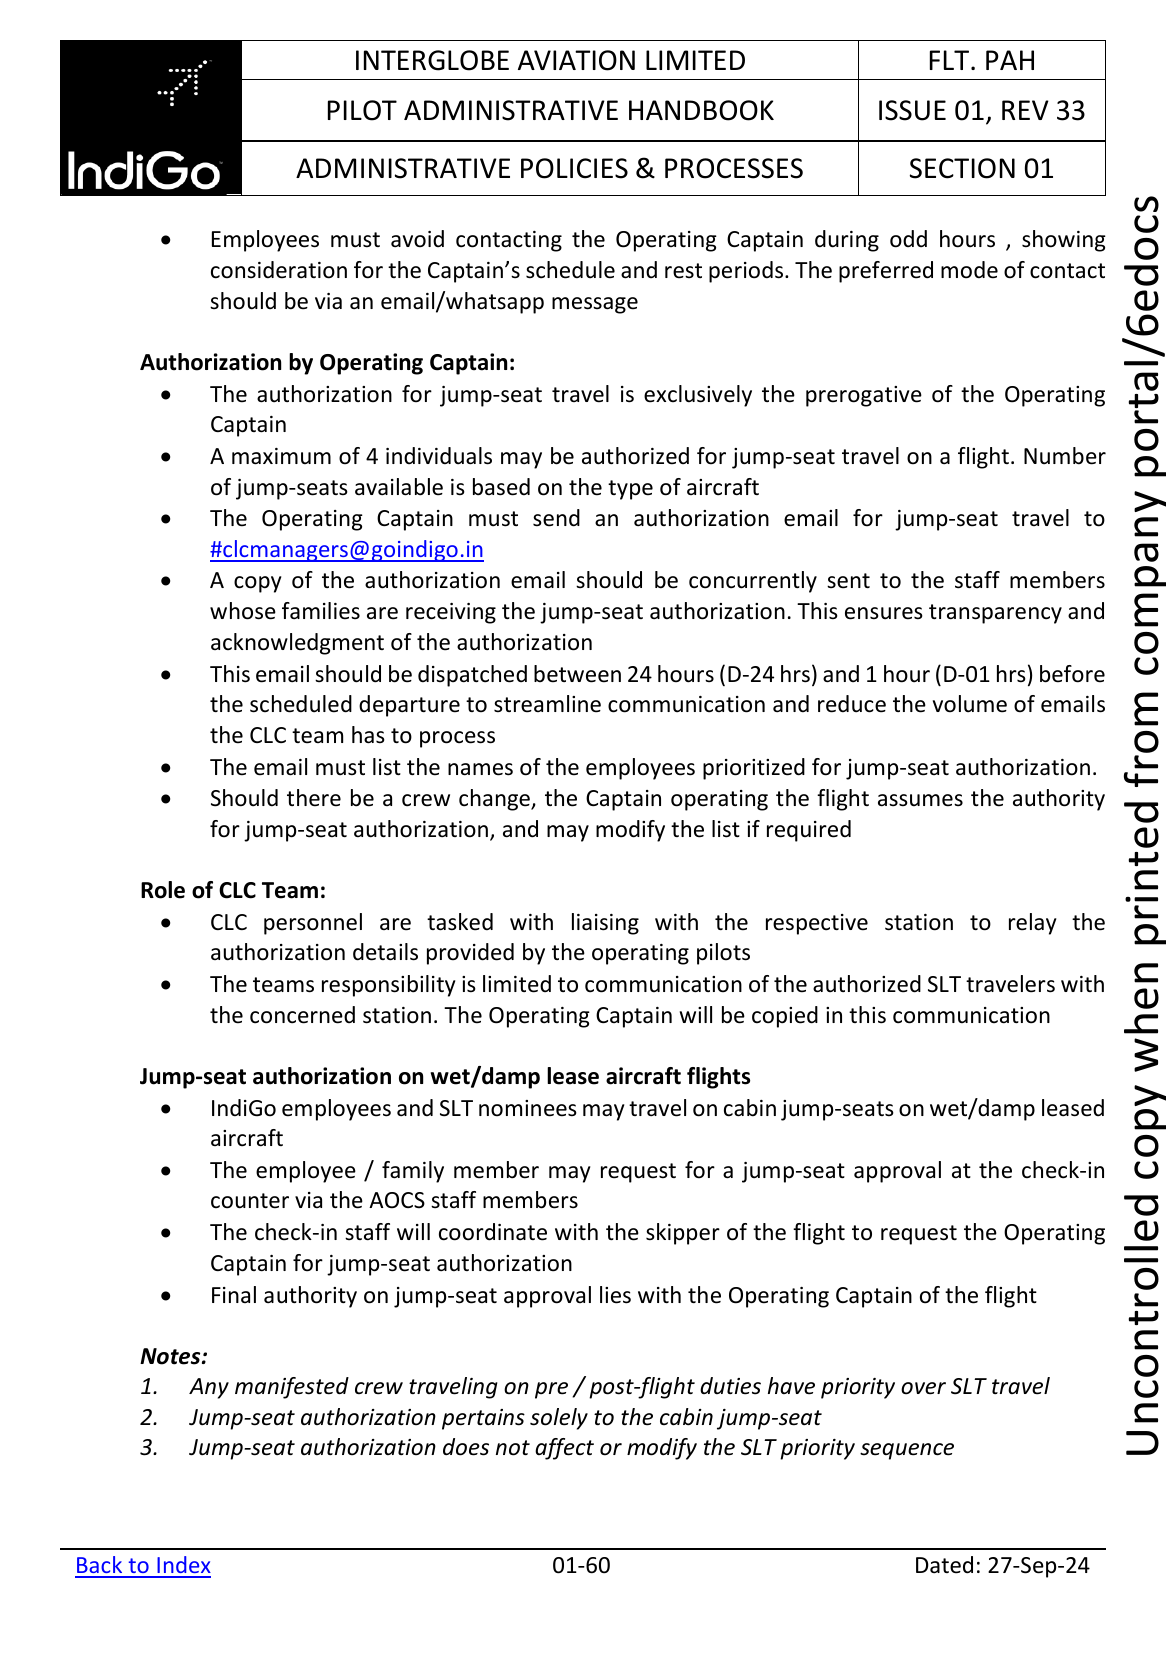 IndiGo
INTERGLOBE AVIATION LIMITED
FLT. PAH
PILOT ADMINISTRATIVE HANDBOOK
ISSUE 01, REV 33
ADMINISTRATIVE POLICIES & PROCESSES
SECTION 01
• Employees must avoid contacting the Operating Captain during odd hours , showing
consideration for the Captain’s schedule and rest periods. The preferred mode of contact
should be via an email/whatsapp message
Authorization by Operating Captain:
• The authorization for jump-seat travel is exclusively the prerogative of the Operating
Captain
• A maximum of 4 individuals may be authorized for jump-seat travel on a flight. Number
of jump-seats available is based on the type of aircraft
• The Operating Captain must send an authorization email for jump-seat travel to
#clcmanagers@goindigo.in
• A copy of the authorization email should be concurrently sent to the staff members
whose families are receiving the jump-seat authorization. This ensures transparency and
acknowledgment of the authorization
• This email should be dispatched between 24 hours (D-24 hrs) and 1 hour (D-01 hrs) before
the scheduled departure to streamline communication and reduce the volume of emails
the CLC team has to process
• The email must list the names of the employees prioritized for jump-seat authorization.
• Should there be a crew change, the Captain operating the flight assumes the authority
for jump-seat authorization, and may modify the list if required
Role of CLC Team:
• CLC personnel are tasked with liaising with the respective station to relay the
authorization details provided by the operating pilots
• The teams responsibility is limited to communication of the authorized SLT travelers with
the concerned station. The Operating Captain will be copied in this communication
Jump-seat authorization on wet/damp lease aircraft flights
• IndiGo employees and SLT nominees may travel on cabin jump-seats on wet/damp leased
aircraft
• The employee / family member may request for a jump-seat approval at the check-in
counter via the AOCS staff members
• The check-in staff will coordinate with the skipper of the flight to request the Operating
Captain for jump-seat authorization
• Final authority on jump-seat approval lies with the Operating Captain of the flight
Notes:
1. Any manifested crew traveling on pre / post-flight duties have priority over SLT travel
2. Jump-seat authorization pertains solely to the cabin jump-seat
3. Jump-seat authorization does not affect or modify the SLT priority sequence
Back to Index
01-60
Dated: 27-Sep-24
Uncontrolled copy when printed from company portal/6edocs